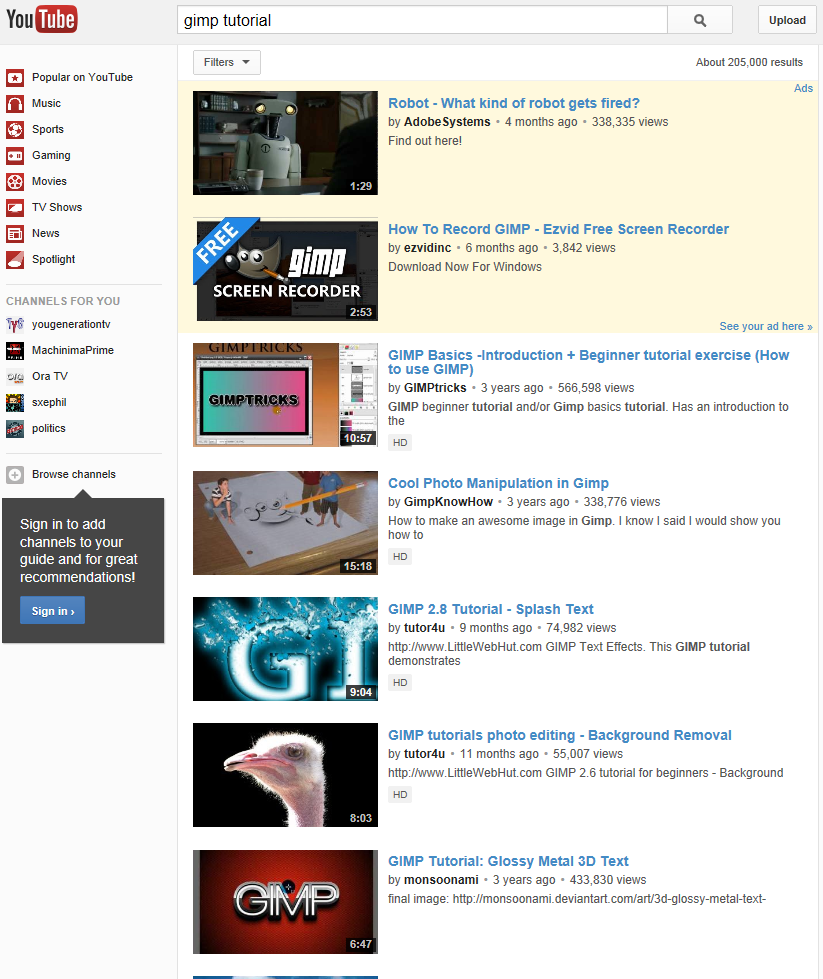 You Tube
gimp tutorial
Upload
Filters
About 205,000 results
Popular on YouTube
Music
Sports
Gaming
Movies
TV Shows
News
Spotlight
CHANNELS FOR YOU
yougenerationtv
MachinimaPrime
Ora TV
sxephil
politics
Browse channels
Sign in to add
channels to your
guide and for great
recommendations!
Sign in ›
Ads
1:29
Robot - What kind of robot gets fired?
by AdobeSystems • 4 months ago • 338,335 views
Find out here!
FREE
gimp
SCREEN RECORDER
2:53
How To Record GIMP - Ezvid Free Screen Recorder
by ezvidinc • 6 months ago • 3,842 views
Download Now For Windows
See your ad here »
GIMPTRICKS
GIMPTRICKS
10:57
GIMP Basics -Introduction + Beginner tutorial exercise (How
to use GIMP)
by GIMPtricks • 3 years ago • 566,598 views
GIMP beginner tutorial and/or Gimp basics tutorial. Has an introduction to
the
HD
15:18
Cool Photo Manipulation in Gimp
by GimpKnowHow • 3 years ago • 338,776 views
How to make an awesome image in Gimp. I know I said I would show you
how to
HD
GI
9:04
GIMP 2.8 Tutorial - Splash Text
by tutor4u • 9 months ago • 74,982 views
http://www.LittleWebHut.com GIMP Text Effects. This GIMP tutorial
demonstrates
HD
8:03
GIMP tutorials photo editing - Background Removal
by tutor4u • 11 months ago • 55,007 views
http://www.LittleWebHut.com GIMP 2.6 tutorial for beginners - Background
HD
GIMP
6:47
GIMP Tutorial: Glossy Metal 3D Text
by monsoonami • 3 years ago • 433,830 views
final image: http://monsoonami.deviantart.com/art/3d-glossy-metal-text-